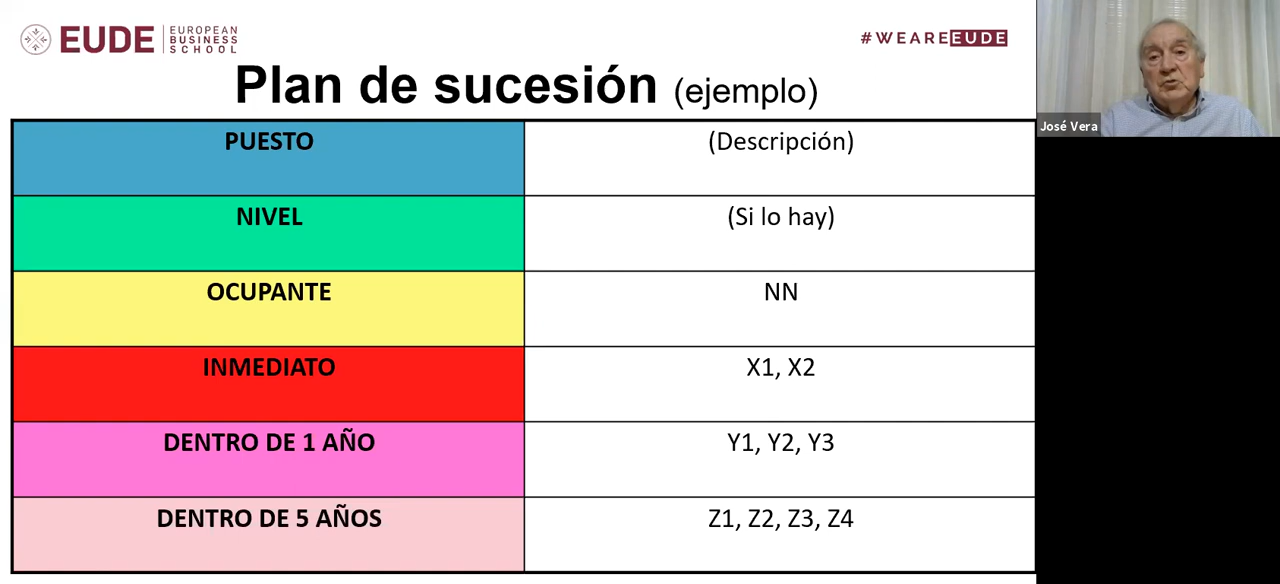 EUDE
EUROPEAN
BUSINESS
SCHOOL
#WEAREEUDE
Plan de sucesión (ejemplo)
PUESTO (Descripción)
NIVEL (Si lo hay)
OCUPANTE NN
INMEDIATO X1, X2
DENTRO DE 1 AÑO Y1, Y2, Y3
DENTRO DE 5 AÑOS Z1, Z2, Z3, Z4
José Vera